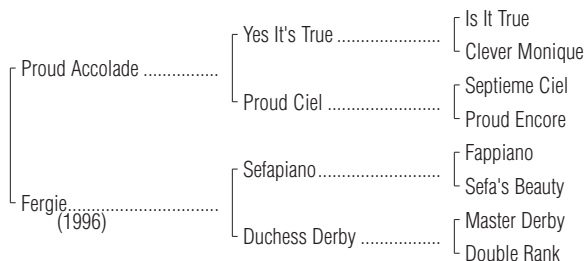 Is It True
Yes It's True ....................
Clever Monique
Proud Accolade ...............
Septieme Ciel
Proud Ciel ......................
Proud Encore
Fappiano
Sefapiano........................
Sefa's Beauty
Fergie..............................
(1996)
Master Derby
Duchess Derby ...............
Double Rank